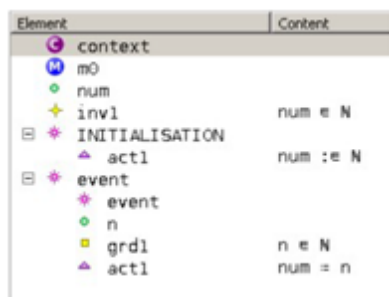 Element Content
C context
M m0
num
inv1 num ∈ N
INITIALISATION
act1 num :∈ N
event
event
n
grd1 n ∈ N
act1 num = n